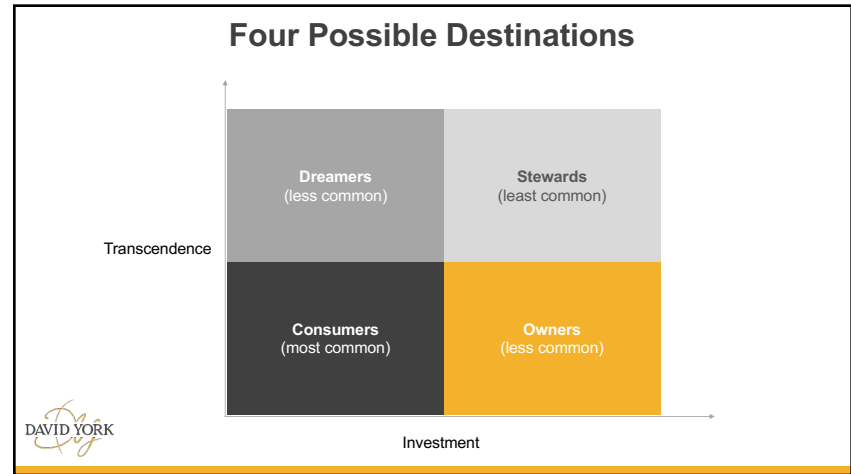 Four Possible Destinations
Dreamers
(less common)
Stewards
(least common)
Transcendence
Consumers
(most common)
Owners
(less common)
DAVID YORK
Investment